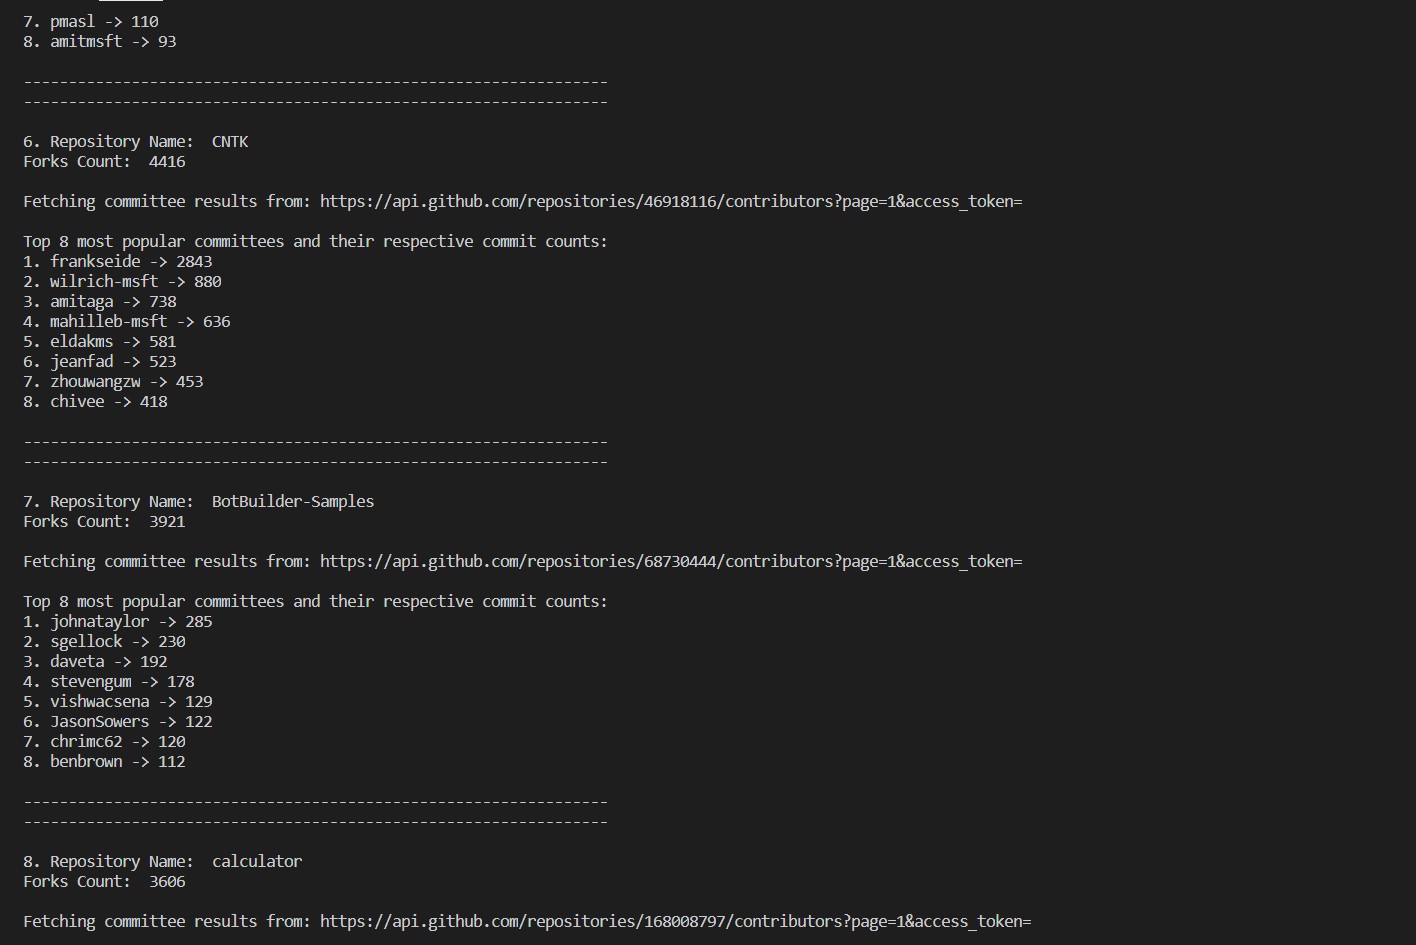 7. pmasl -> 110
8. amitmsft -> 93
-----------------------------------------------------------------
-----------------------------------------------------------------
6. Repository Name:  CNTK
Forks Count:  4416
Fetching committee results from: https://api.github.com/repositories/46918116/contributors?page=1&access_token=
Top 8 most popular committees and their respective commit counts:
1. frankseide -> 2843
2. wilrich-msft -> 880
3. amitaga -> 738
4. mahilleb-msft -> 636
5. eldakms -> 581
6. jeanfad -> 523
7. zhouwangzw -> 453
8. chivee -> 418
-----------------------------------------------------------------
-----------------------------------------------------------------
7. Repository Name:  BotBuilder-Samples
Forks Count:  3921
Fetching committee results from: https://api.github.com/repositories/68730444/contributors?page=1&access_token=
Top 8 most popular committees and their respective commit counts:
1. johnataylor -> 285
2. sgellock -> 230
3. daveta -> 192
4. stevengum -> 178
5. vishwacsena -> 129
6. JasonSowers -> 122
7. chrimc62 -> 120
8. benbrown -> 112
-----------------------------------------------------------------
-----------------------------------------------------------------
8. Repository Name:  calculator
Forks Count:  3606
Fetching committee results from: https://api.github.com/repositories/168008797/contributors?page=1&access_token=